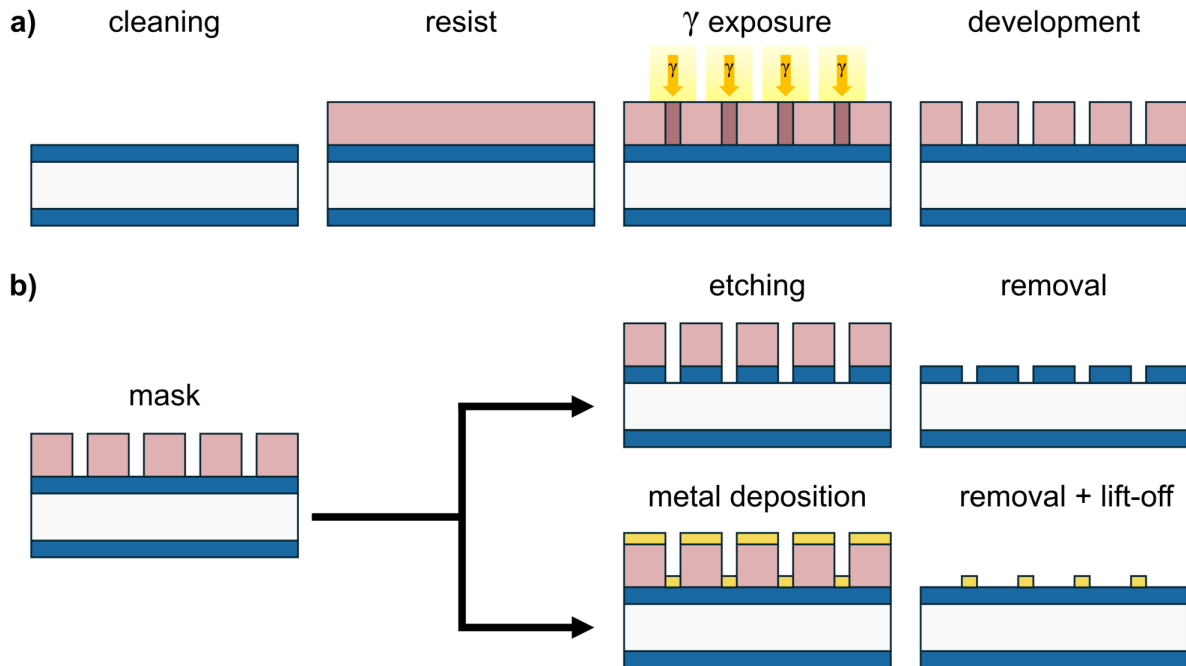 a) cleaning resist γ exposure development
γ γ γ γ
b) etching removal
mask
metal deposition removal + lift-off